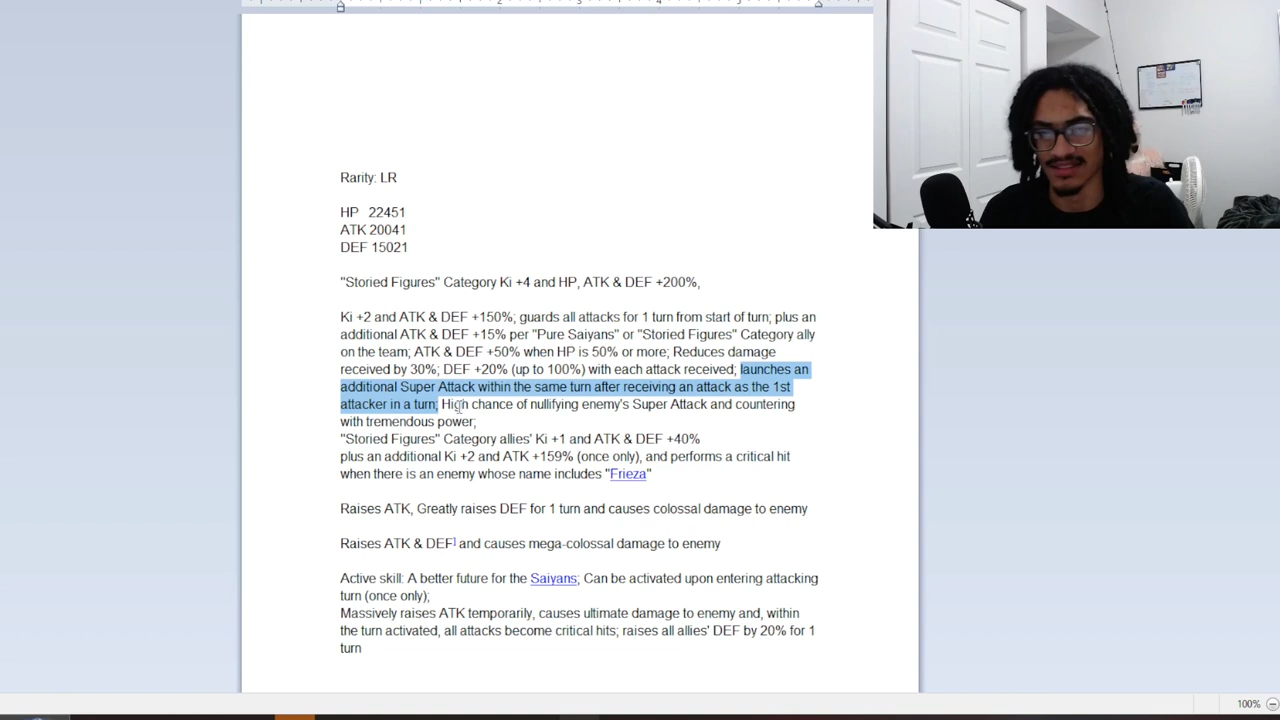 Rarity: LR
HP 22451
ATK 20041
DEF 15021
"Storied Figures" Category Ki +4 and HP, ATK & DEF +200%,
Ki +2 and ATK & DEF +150%; guards all attacks for 1 turn from start of turn; plus an
additional ATK & DEF +15% per "Pure Saiyans" or "Storied Figures" Category ally
on the team; ATK & DEF +50% when HP is 50% or more; Reduces damage
received by 30%; DEF +20% (up to 100%) with each attack received; launches an
additional Super Attack within the same turn after receiving an attack as the 1st
attacker in a turn; High chance of nullifying enemy's Super Attack and countering
with tremendous power;
"Storied Figures" Category allies' Ki +1 and ATK & DEF +40%
plus an additional Ki +2 and ATK +159% (once only), and performs a critical hit
when there is an enemy whose name includes "Frieza"
Raises ATK, Greatly raises DEF for 1 turn and causes colossal damage to enemy
Raises ATK & DEF and causes mega-colossal damage to enemy
Active skill: A better future for the Saiyans; Can be activated upon entering attacking
turn (once only);
Massively raises ATK temporarily, causes ultimate damage to enemy and, within
the turn activated, all attacks become critical hits; raises all allies' DEF by 20% for 1
turn
100%